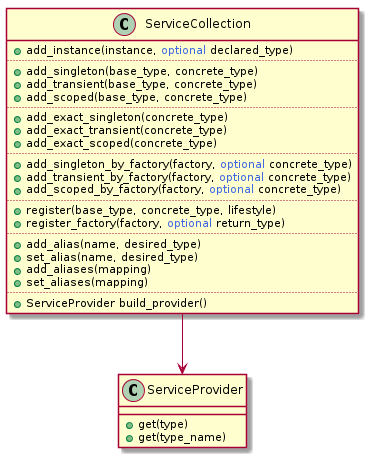 C ServiceCollection
add_instance(instance, optional declared_type)
add_singleton(base_type, concrete_type)
add_transient(base_type, concrete_type)
add_scoped(base_type, concrete_type)
add_exact_singleton(concrete_type)
add_exact_transient(concrete_type)
add_exact_scoped(concrete_type)
add_singleton_by_factory(factory, optional concrete_type)
add_transient_by_factory(factory, optional concrete_type)
add_scoped_by_factory(factory, optional concrete_type)
register(base_type, concrete_type, lifestyle)
register_factory(factory, optional return_type)
add_alias(name, desired_type)
set_alias(name, desired_type)
add_aliases(mapping)
set_aliases(mapping)
ServiceProvider build_provider()
C ServiceProvider
get(type)
get(type_name)